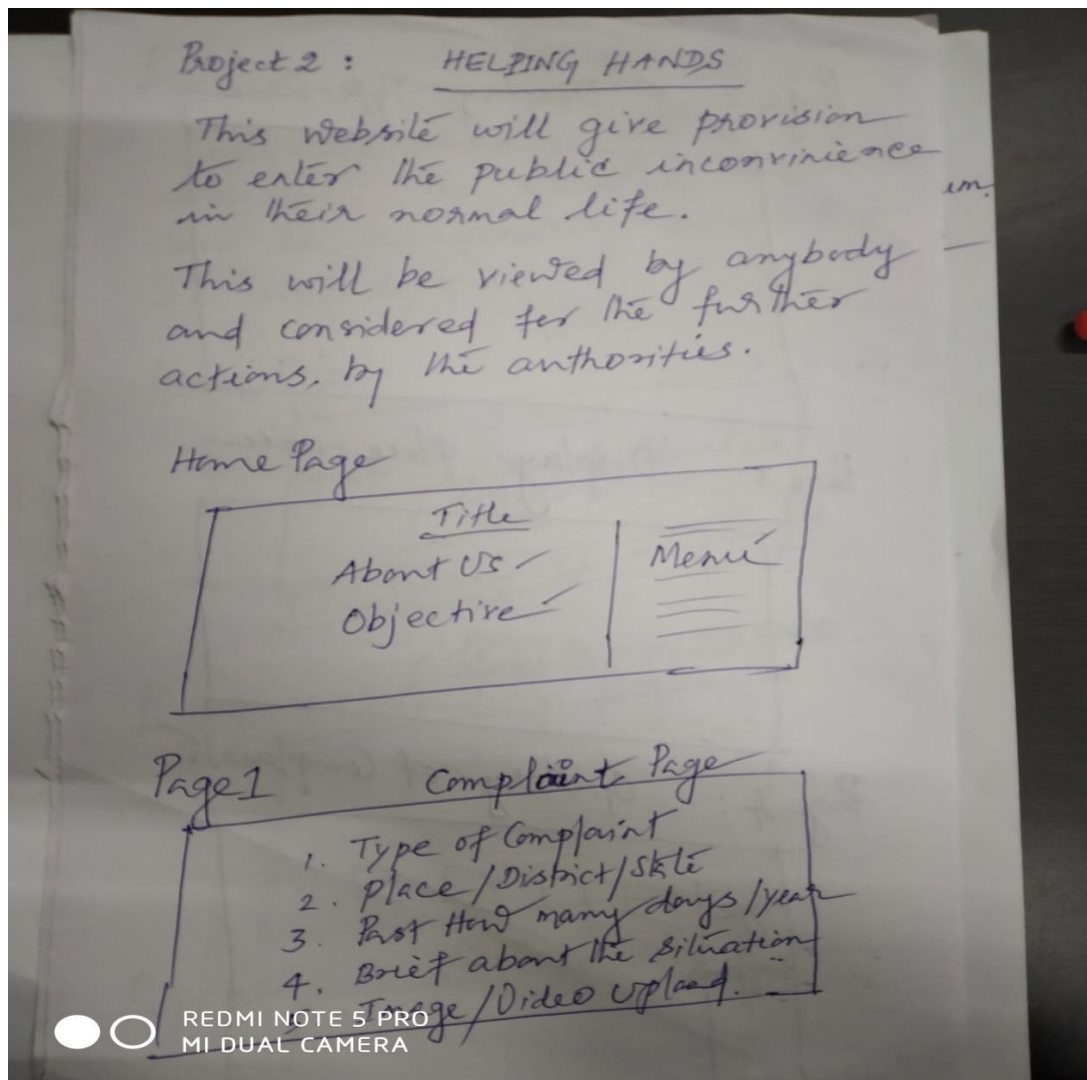 Project 2 : HELPING HANDS
This website will give provision
to enter the public inconvinience
in their normal life.
This will be viewed by anybody
and considered for the further
actions, by the authorities.
Home Page
Title
About Us
Objective
Menu
Page 1 Complaint Page
1. Type of Complaint
2. Place/District/State
3. Past How many days/year
4. Brief about the situation
Image/Video upload.
REDMI NOTE 5 PRO
MI DUAL CAMERA